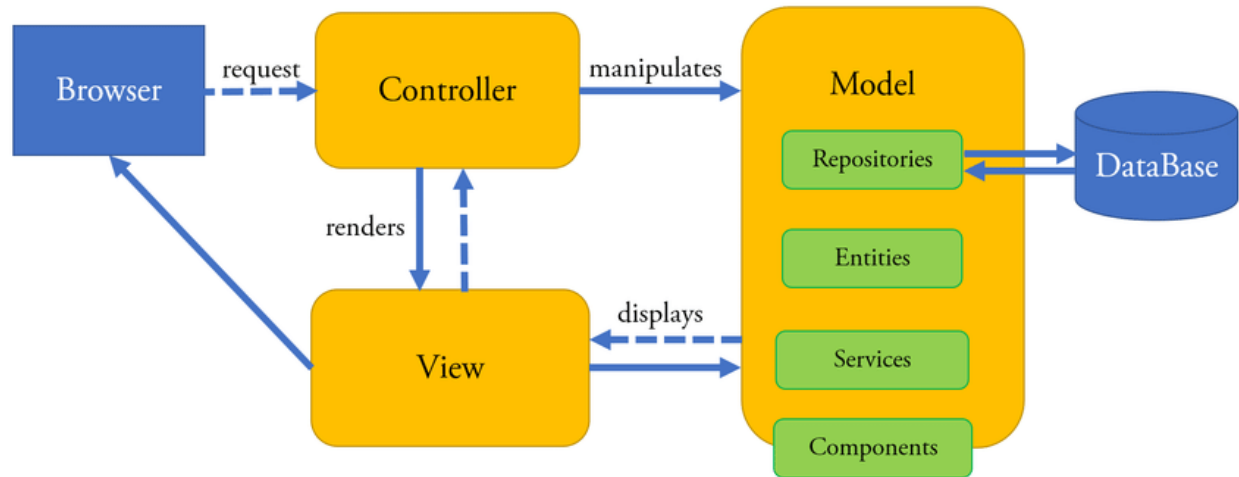 Browser
request
Controller
manipulates
Model
Repositories
DataBase
renders
Entities
displays
View
Services
Components